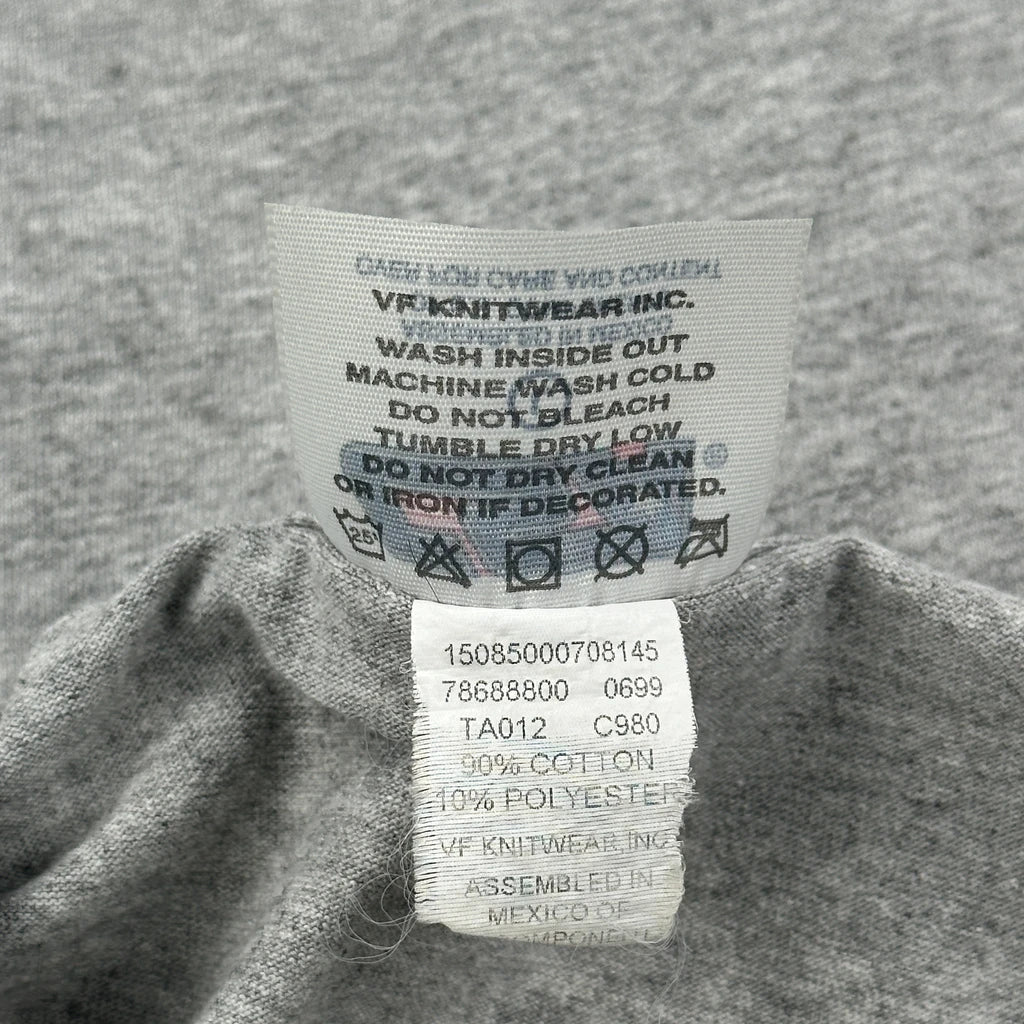 VF KNITWEAR INC.
WASH INSIDE OUT
MACHINE WASH COLD
DO NOT BLEACH
TUMBLE DRY LOW
DO NOT DRY CLEAN
OR IRON IF DECORATED.
25
15085000708145
78688800 0699
TA012 C980
90% COTTON
10% POLYESTER
VF KNITWEAR INC
ASSEMBLED IN
MEXICO OF